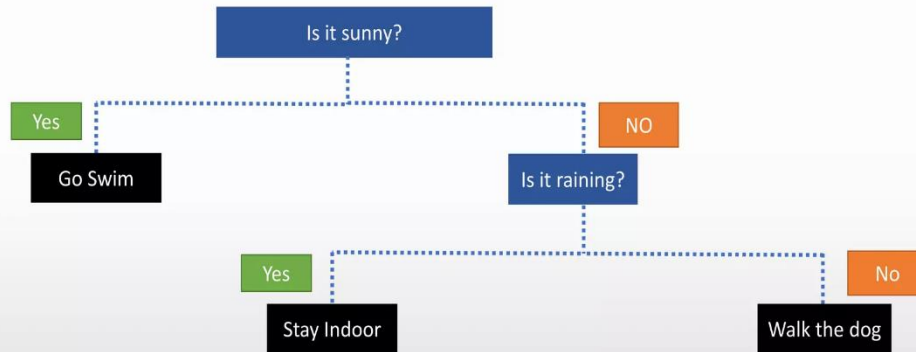 Is it sunny?
Yes
NO
Go Swim
Is it raining?
Yes
No
Stay Indoor
Walk the dog